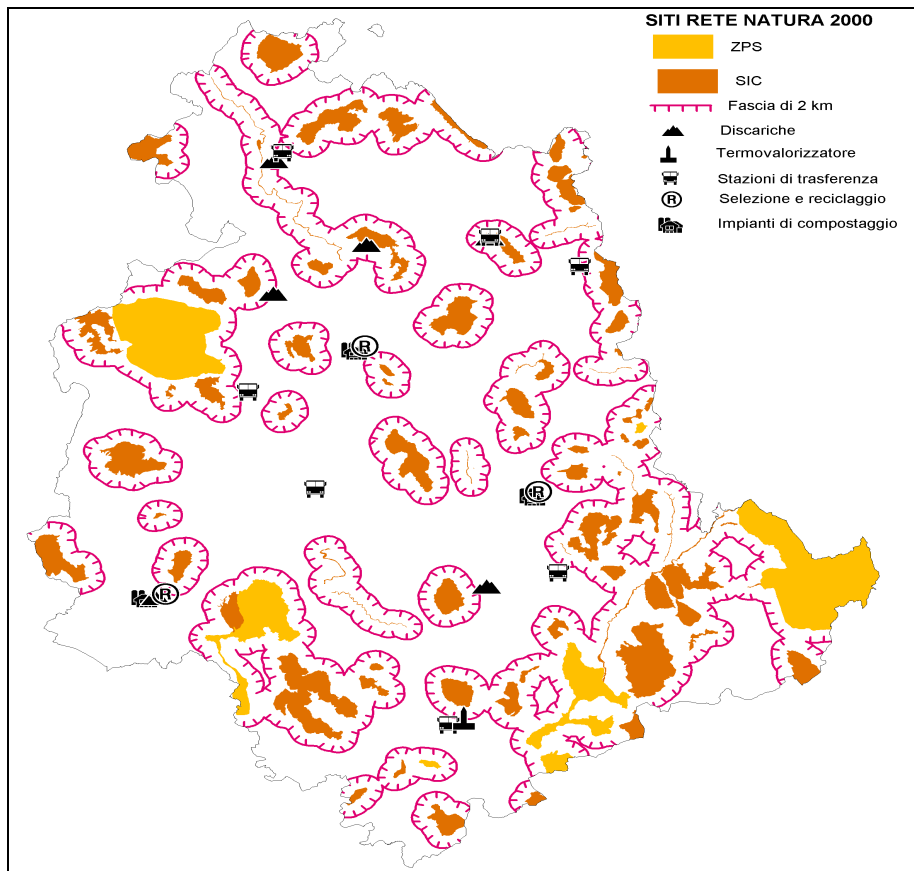 SITI RETE NATURA 2000
ZPS
SIC
Fascia di 2 km
Discariche
Termovalorizzatore
Stazioni di trasferenza
R Selezione e reciclaggio
Impianti di compostaggio
R
R
R